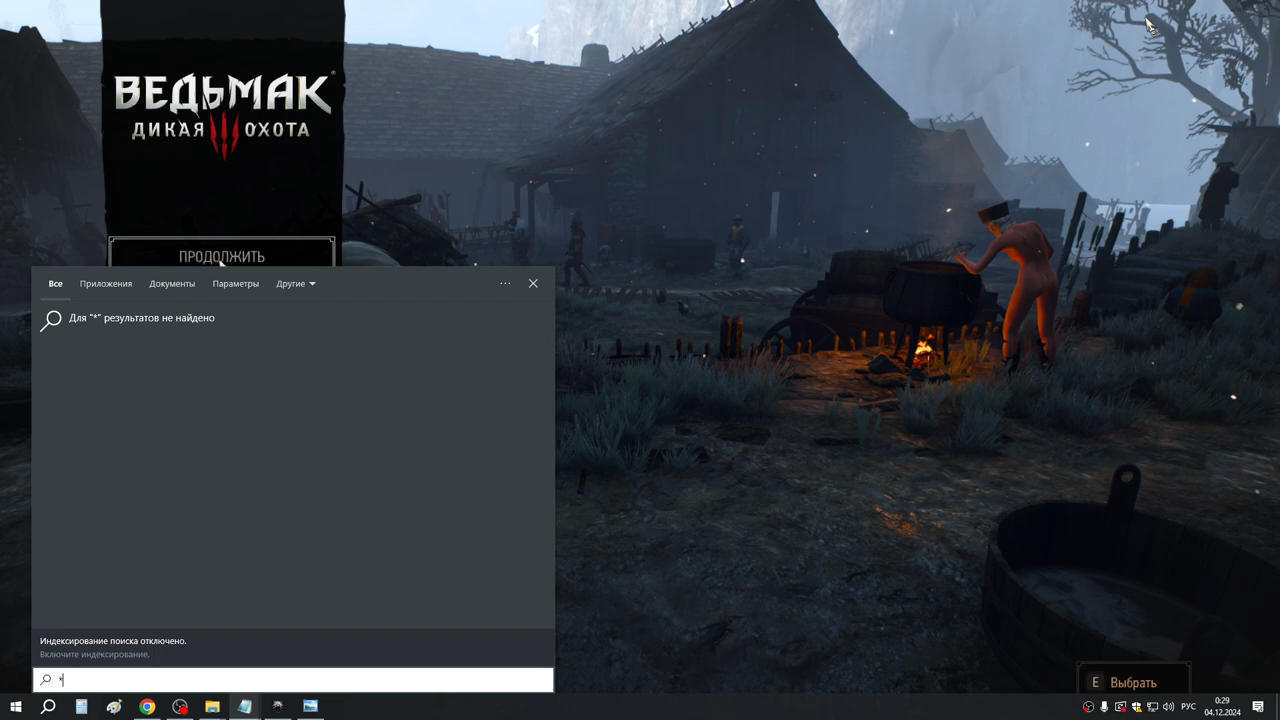 ВЕДЬМАК
ДИКАЯ III ОХОТА
ПРОДОЛЖИТЬ
Все Приложения Документы Параметры Другие
Для "*" результатов не найдено
Индексирование поиска отключено.
Включите индексирование.
*
E Выбрать
РУС
0:29
04.12.2024